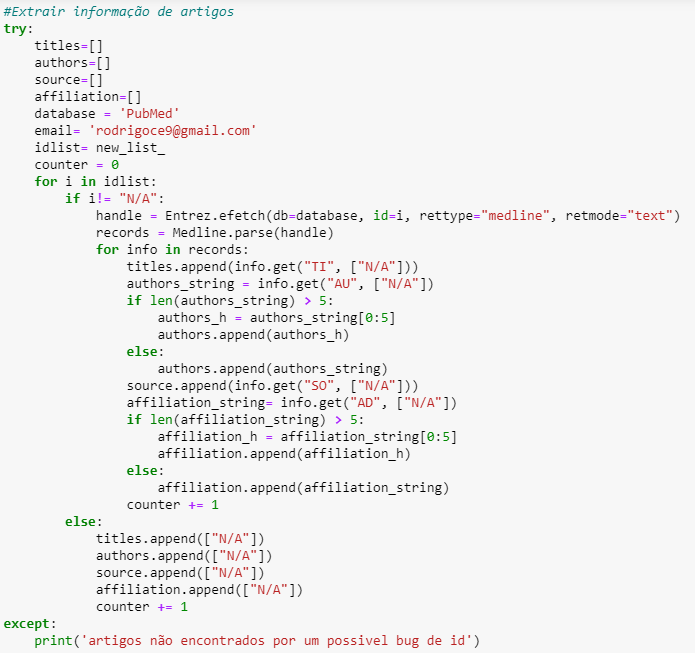 #Extrair informação de artigos
try:
    titles=[]
    authors=[]
    source=[]
    affiliation=[]
    database = 'PubMed'
    email= 'rodrigoce9@gmail.com'
    idlist= new_list_
    counter = 0
    for i in idlist:
        if i!= "N/A":
            handle = Entrez.efetch(db=database, id=i, rettype="medline", retmode="text")
            records = Medline.parse(handle)
            for info in records:
                titles.append(info.get("TI", ["N/A"]))
                authors_string = info.get("AU", ["N/A"])
                if len(authors_string) > 5:
                    authors_h = authors_string[0:5]
                    authors.append(authors_h)
                else:
                    authors.append(authors_string)
                source.append(info.get("SO", ["N/A"]))
                affiliation_string= info.get("AD", ["N/A"])
                if len(affiliation_string) > 5:
                    affiliation_h = affiliation_string[0:5]
                    affiliation.append(affiliation_h)
                else:
                    affiliation.append(affiliation_string)
                counter += 1
        else:
            titles.append(["N/A"])
            authors.append(["N/A"])
            source.append(["N/A"])
            affiliation.append(["N/A"])
            counter += 1
except:
    print('artigos não encontrados por um possivel bug de id')